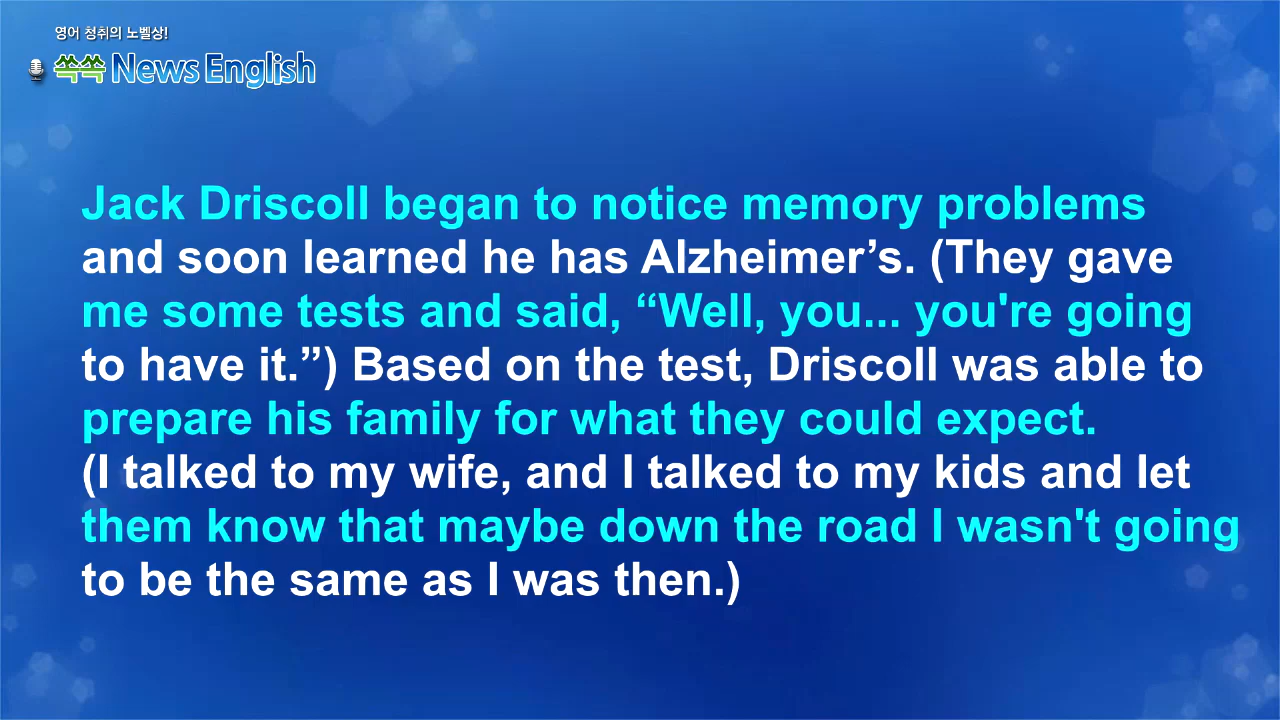 영어 청취의 노벨상!
쏙쏙 News English
Jack Driscoll began to notice memory problems
and soon learned he has Alzheimer’s. (They gave
me some tests and said, “Well, you... you're going
to have it.”) Based on the test, Driscoll was able to
prepare his family for what they could expect.
(I talked to my wife, and I talked to my kids and let
them know that maybe down the road I wasn't going
to be the same as I was then.)